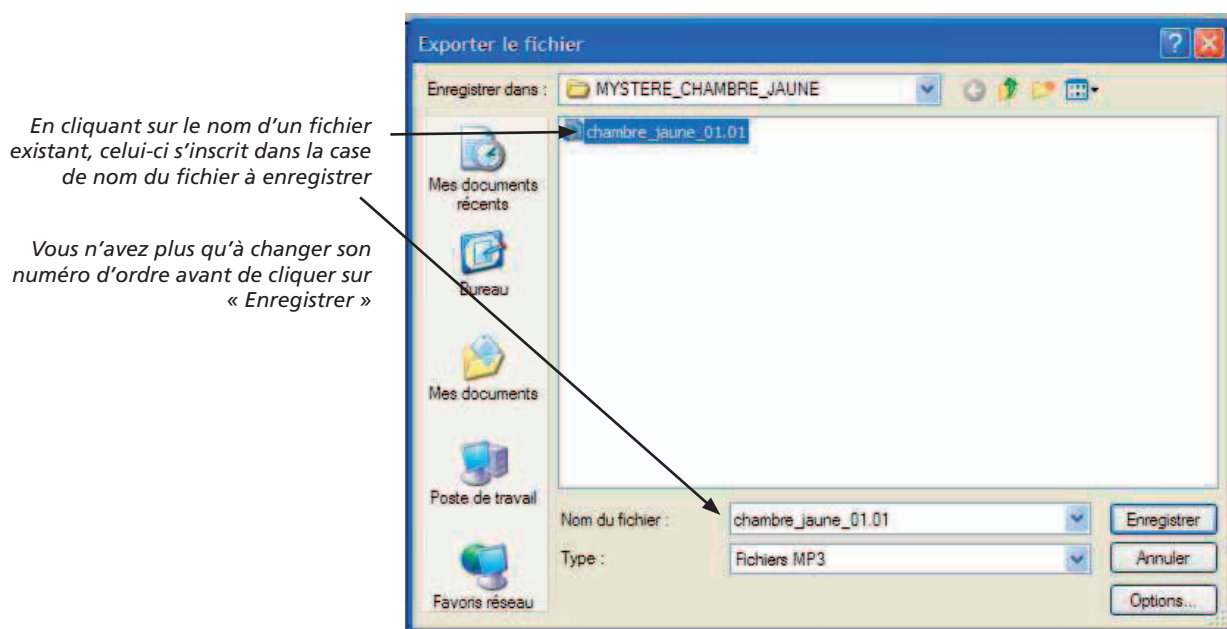 Exporter le fichier
Enregistrer dans :
MYSTERE_CHAMBRE_JAUNE
En cliquant sur le nom d'un fichier
existant, celui-ci s'inscrit dans la case
de nom du fichier à enregistrer
Vous n'avez plus qu'à changer son
numéro d'ordre avant de cliquer sur
« Enregistrer »
chambre_jaune_01.01
Mes documents
récents
Bureau
Mes documents
Poste de travail
Favoris réseau
Nom du fichier :
chambre_jaune_01.01
Enregistrer
Type :
Fichiers MP3
Annuler
Options...